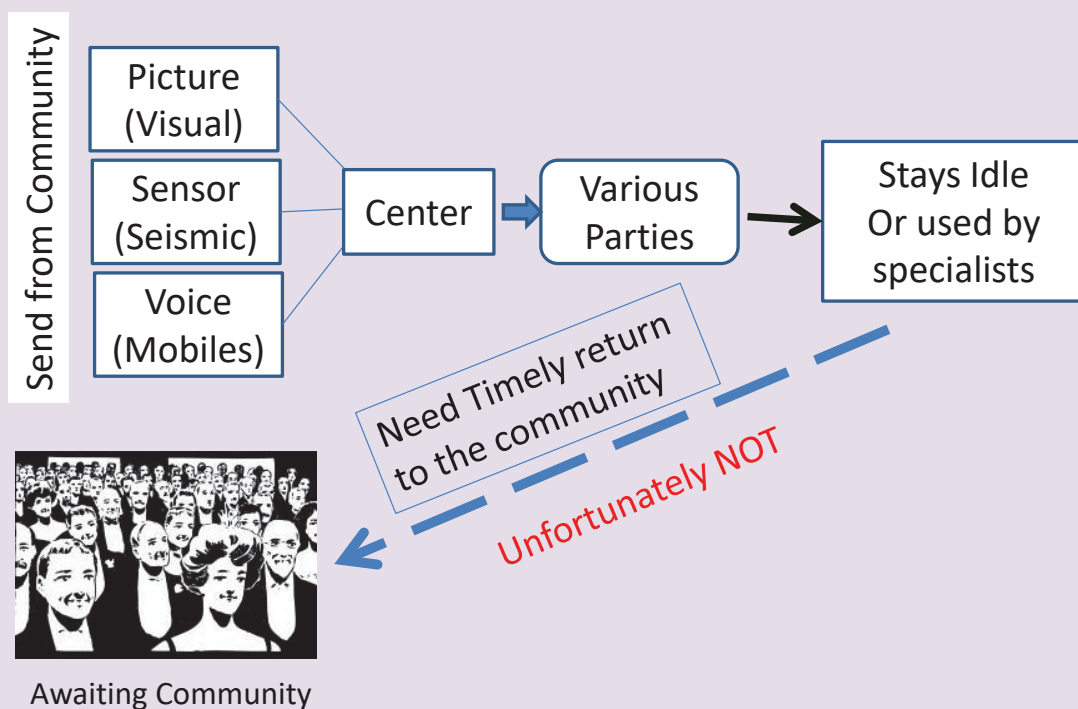 Send from Community
Picture
(Visual)
Sensor
(Seismic)
Voice
(Mobiles)
Center
Various
Parties
Stays Idle
Or used by
specialists
Need Timely return
to the community
Unfortunately NOT
Awaiting Community